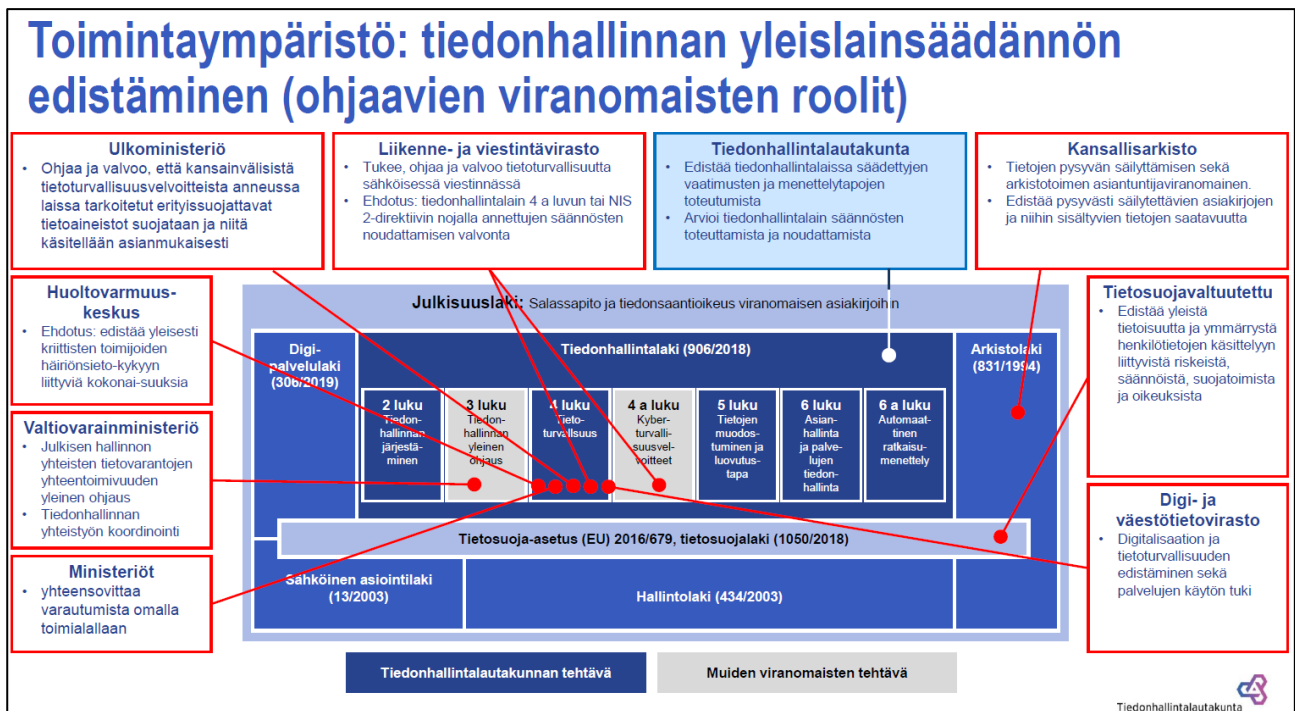 Toimintaympäristö: tiedonhallinnan yleislainsäädännön
edistäminen (ohjaavien viranomaisten roolit)
Ulkoministeriö
• Ohjaa ja valvoo, että kansainvälisistä
tietoturvallisuusvelvoitteista anneussa
laissa tarkoitetut erityissuojattavat
tietoaineistot suojataan ja niitä
käsitellään asianmukaisesti
Liikenne- ja viestintävirasto
• Tukee, ohjaa ja valvoo tietoturvallisuutta
sähköisessä viestinnässä
• Ehdotus: tiedonhallintalain 4 a luvun tai NIS
2-direktiivin nojalla annettujen säännösten
noudattamisen valvonta
Tiedonhallintalautakunta
• Edistää tiedonhallintalaissa säädettyjen
vaatimusten ja menettelytapojen
toteutumista
• Arvioi tiedonhallintalain säännösten
toteuttamista ja noudattamista
Kansallisarkisto
• Tietojen pysyvän säilyttämisen sekä
arkistotoimen asiantuntijaviranomainen.
• Edistää pysyvästi säilytettävien asiakirjojen
ja niihin sisältyvien tietojen saatavuutta
Huoltovarmuus-
keskus
• Ehdotus: edistää yleisesti
kriittisten toimijoiden
häiriönsieto-kykyyn
liittyviä kokonai-suuksia
Valtiovarainministeriö
• Julkisen hallinnon
yhteisten tietovarantojen
yhteentoimivuuden
yleinen ohjaus
• Tiedonhallinnan
yhteistyön koordinointi
Ministeriöt
• yhteensovittaa
varautumista omalla
toimialallaan
Julkisuuslaki: Salassapito ja tiedonsaantioikeus viranomaisen asiakirjoihin
Digi-
palvelulaki
(306/2019)
Tiedonhallintalaki (906/2018)
Arkistolaki
(831/1994)
2 luku
Tiedon-
hallinnan
järjestä-
minen
3 luku
Tiedon-
hallinnan
yleinen
ohjaus
4 luku
Tieto-
turvallsuus
4 a luku
Kyber-
turvalli-
suusvel-
voitteet
5 luku
Tietojen
muodos-
tuminen ja
luovutus-
tapa
6 luku
Asian-
hallinta
ja palve-
lujen
tiedon-
hallinta
6 a luku
Automaat-
tinen
ratkaisu-
menettely
Tietosuoja-asetus (EU) 2016/679, tietosuojalaki (1050/2018)
Sähköinen asiointilaki
(13/2003)
Hallintolaki (434/2003)
Tietosuojavaltuutettu
• Edistää yleistä
tietoisuutta ja ymmärrystä
henkilötietojen käsittelyyn
liittyvistä riskeistä,
säännöistä, suojatoimista
ja oikeuksista
Digi- ja
väestötietovirasto
• Digitalisaation ja
tietoturvallisuuden
edistäminen sekä
palvelujen käytön tuki
Tiedonhallintalautakunnan tehtävä
Muiden viranomaisten tehtävä
Tiedonhallintalautakunta